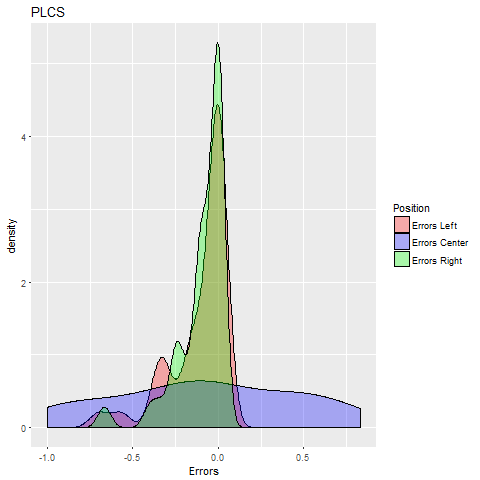 PLCS
density
4
2
0
-1.0
-0.5
0.0
0.5
Errors
Position
Errors Left
Errors Center
Errors Right